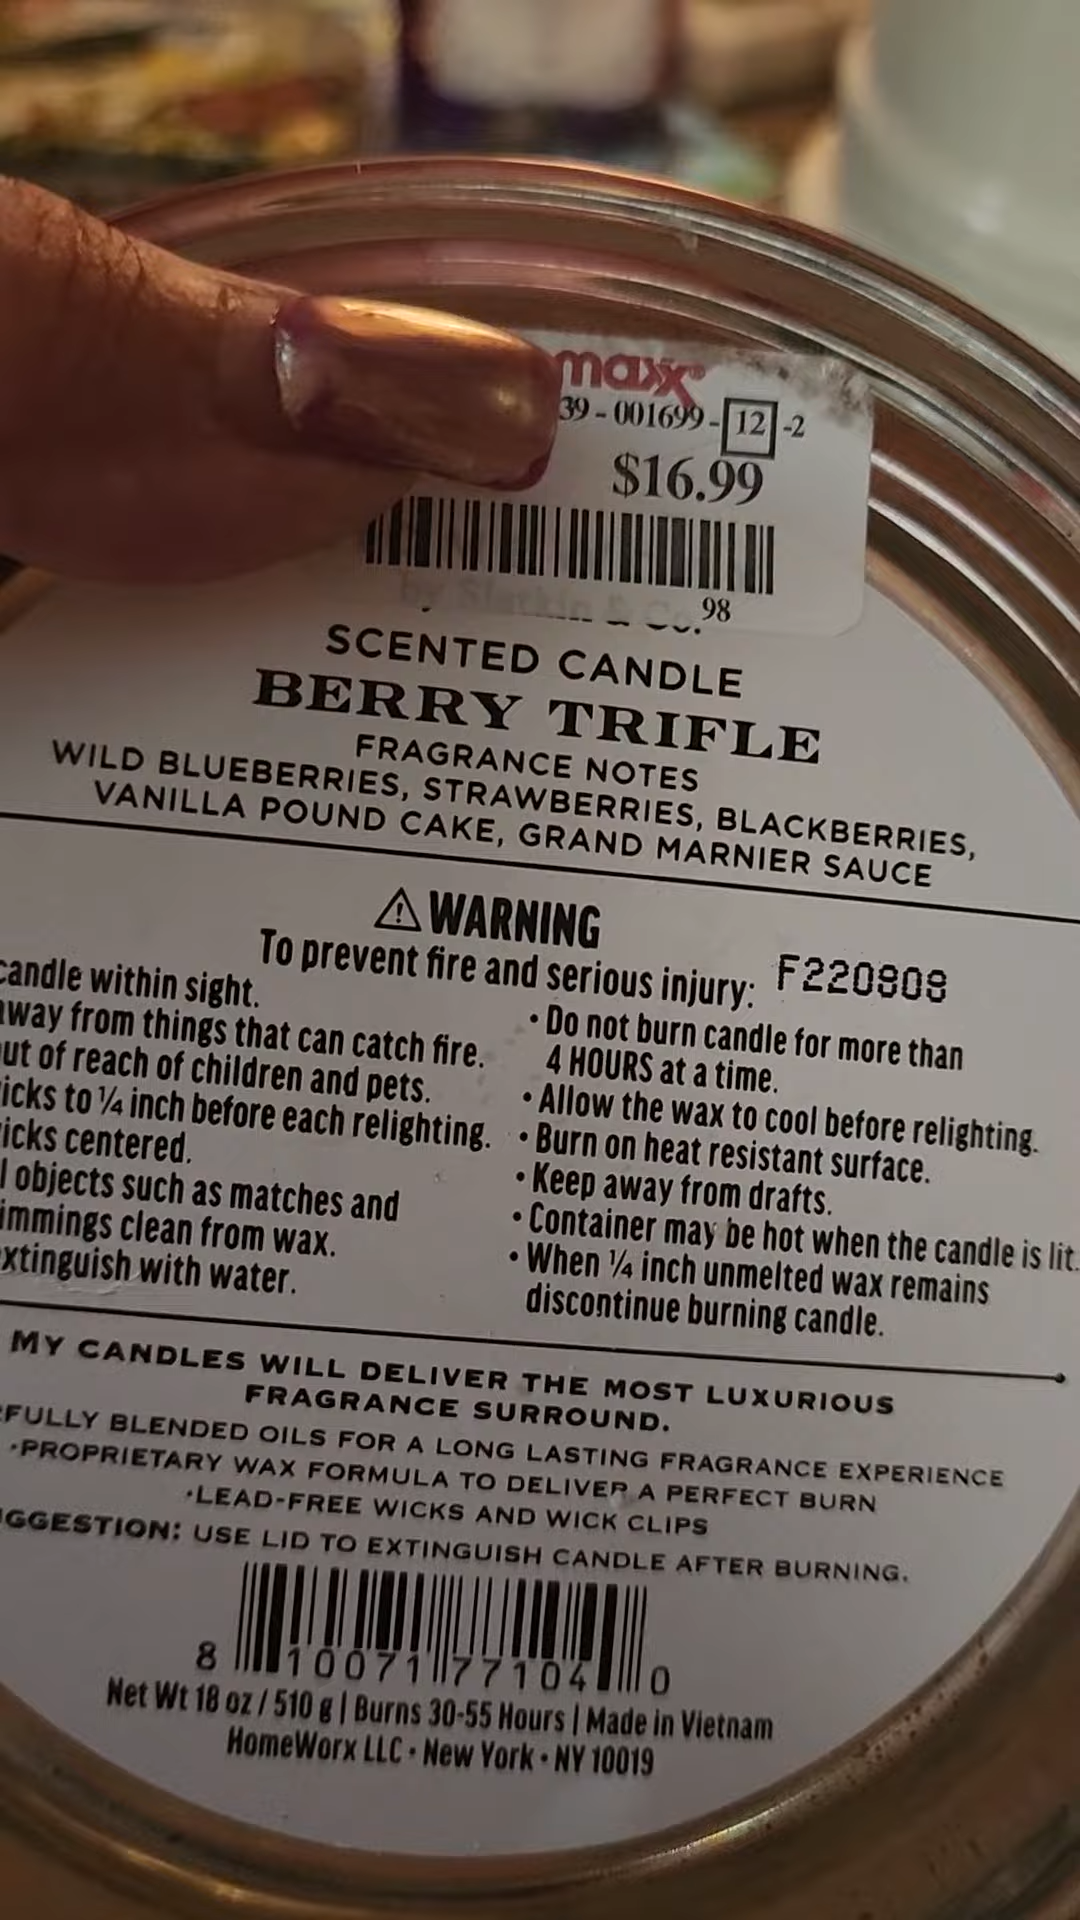 maxx
39 - 001699 - 12 -2
$16.99
98
by Slatkin & Co.
SCENTED CANDLE
BERRY TRIFLE
FRAGRANCE NOTES
WILD BLUEBERRIES, STRAWBERRIES, BLACKBERRIES,
VANILLA POUND CAKE, GRAND MARNIER SAUCE
WARNING
To prevent fire and serious injury: F220808
candle within sight.
away from things that can catch fire.
out of reach of children and pets.
icks to ¼ inch before each relighting.
icks centered.
l objects such as matches and
immings clean from wax.
xtinguish with water.
• Do not burn candle for more than
4 HOURS at a time.
• Allow the wax to cool before relighting.
• Burn on heat resistant surface.
• Keep away from drafts.
• Container may be hot when the candle is lit.
• When ¼ inch unmelted wax remains
discontinue burning candle.
MY CANDLES WILL DELIVER THE MOST LUXURIOUS
FRAGRANCE SURROUND.
FULLY BLENDED OILS FOR A LONG LASTING FRAGRANCE EXPERIENCE
•PROPRIETARY WAX FORMULA TO DELIVER A PERFECT BURN
•LEAD-FREE WICKS AND WICK CLIPS
GGESTION: USE LID TO EXTINGUISH CANDLE AFTER BURNING.
8 10071 77104 0
Net Wt 18 oz / 510 g | Burns 30-55 Hours | Made in Vietnam
HomeWorx LLC • New York • NY 10019